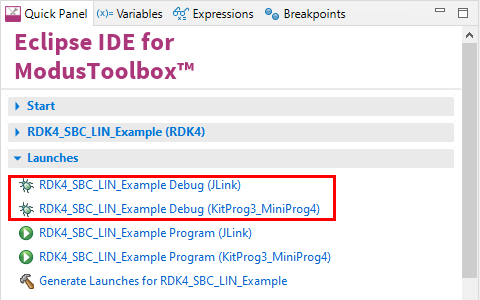 Quick Panel (x)= Variables Expressions Breakpoints
Eclipse IDE for
ModusToolbox™
Start
RDK4_SBC_LIN_Example (RDK4)
Launches
RDK4_SBC_LIN_Example Debug (JLink)
RDK4_SBC_LIN_Example Debug (KitProg3_MiniProg4)
RDK4_SBC_LIN_Example Program (JLink)
RDK4_SBC_LIN_Example Program (KitProg3_MiniProg4)
Generate Launches for RDK4_SBC_LIN_Example